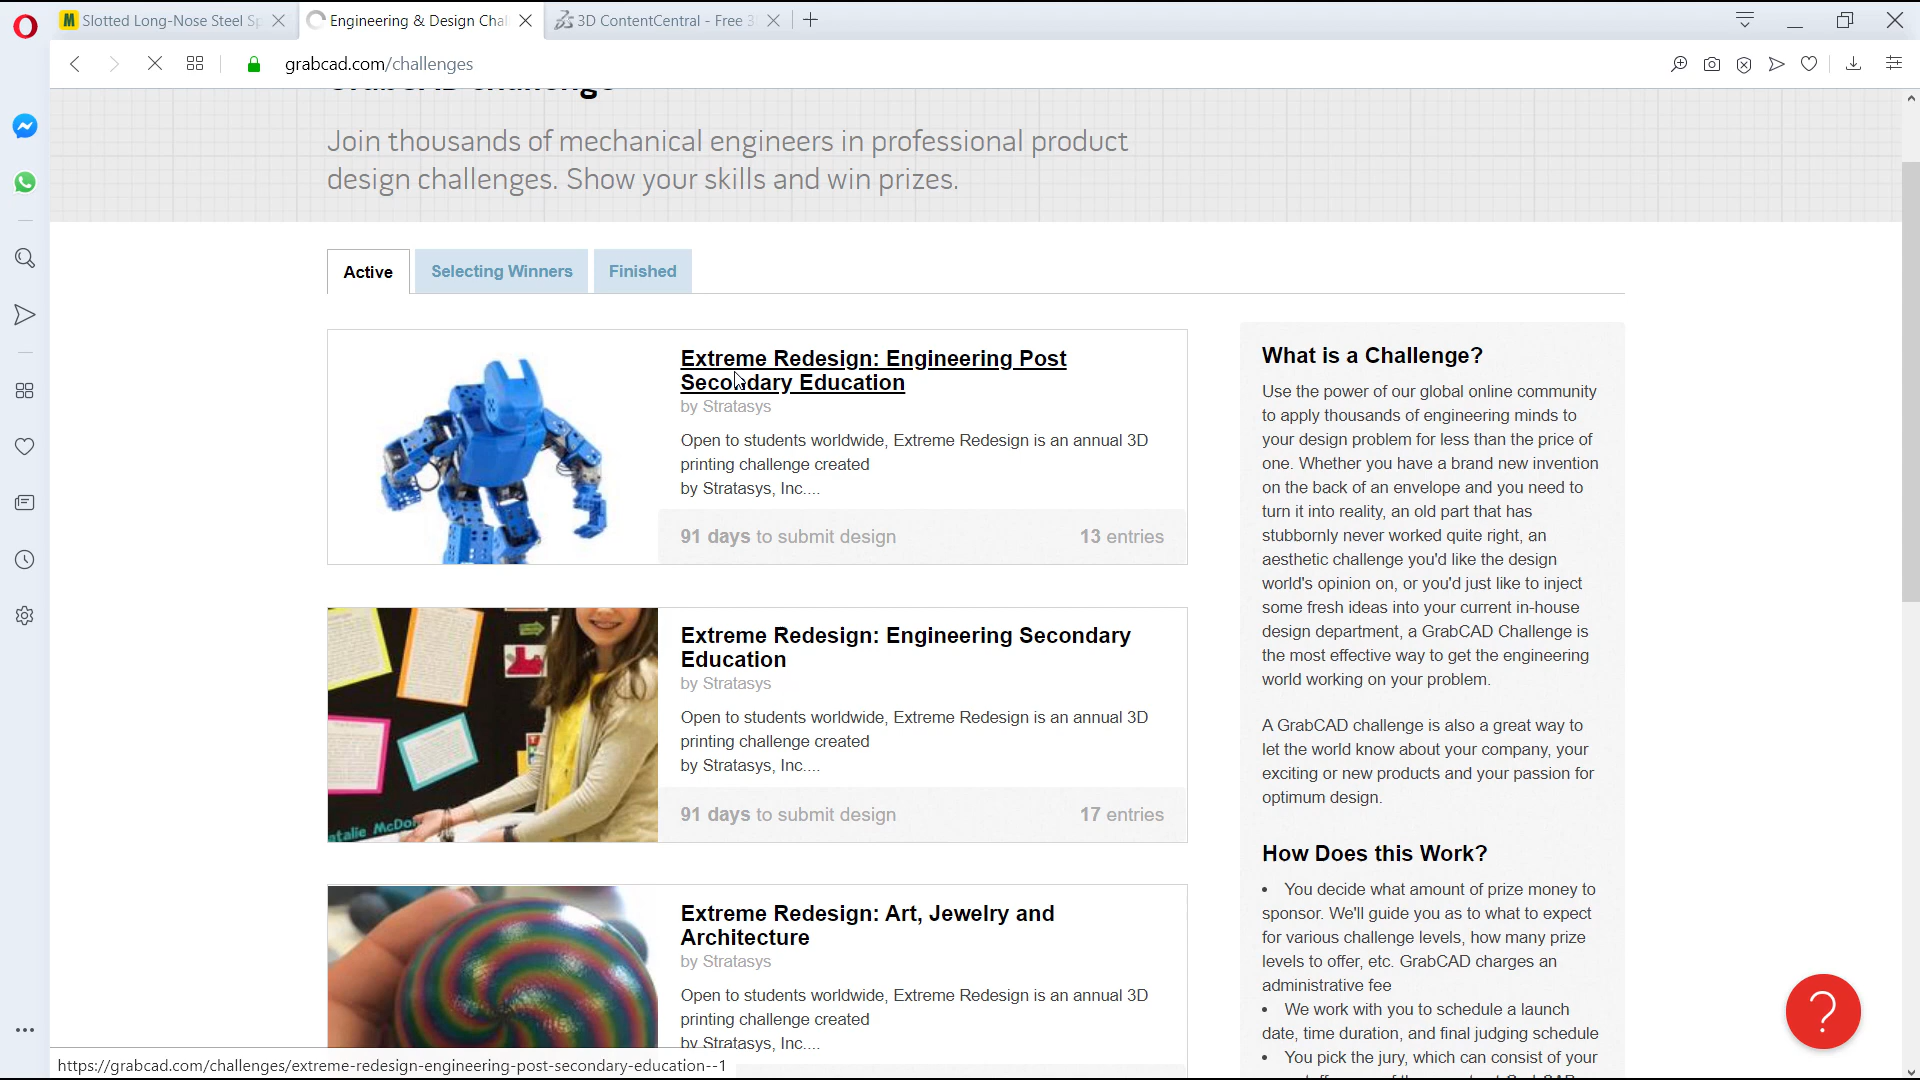 Slotted Long-Nose Steel S
Engineering & Design Chal
3D ContentCentral - Free 3
grabcad.com/challenges
Join thousands of mechanical engineers in professional product
design challenges. Show your skills and win prizes.
Active
Selecting Winners
Finished
Extreme Redesign: Engineering Post
Secondary Education
by Stratasys
Open to students worldwide, Extreme Redesign is an annual 3D
printing challenge created
by Stratasys, Inc....
91 days to submit design
13 entries
Extreme Redesign: Engineering Secondary
Education
by Stratasys
Open to students worldwide, Extreme Redesign is an annual 3D
printing challenge created
by Stratasys, Inc....
91 days to submit design
17 entries
Extreme Redesign: Art, Jewelry and
Architecture
by Stratasys
Open to students worldwide, Extreme Redesign is an annual 3D
printing challenge created
by Stratasys, Inc....
What is a Challenge?
Use the power of our global online community
to apply thousands of engineering minds to
your design problem for less than the price of
one. Whether you have a brand new invention
on the back of an envelope and you need to
turn it into reality, an old part that has
stubbornly never worked quite right, an
aesthetic challenge you'd like the design
world's opinion on, or you'd just like to inject
some fresh ideas into your current in-house
design department, a GrabCAD Challenge is
the most effective way to get the engineering
world working on your problem.
A GrabCAD challenge is also a great way to
let the world know about your company, your
exciting or new products and your passion for
optimum design.
How Does this Work?
• You decide what amount of prize money to
sponsor. We'll guide you as to what to expect
for various challenge levels, how many prize
levels to offer, etc. GrabCAD charges an
administrative fee
• We work with you to schedule a launch
date, time duration, and final judging schedule
• You pick the jury, which can consist of your
https://grabcad.com/challenges/extreme-redesign-engineering-post-secondary-education--1